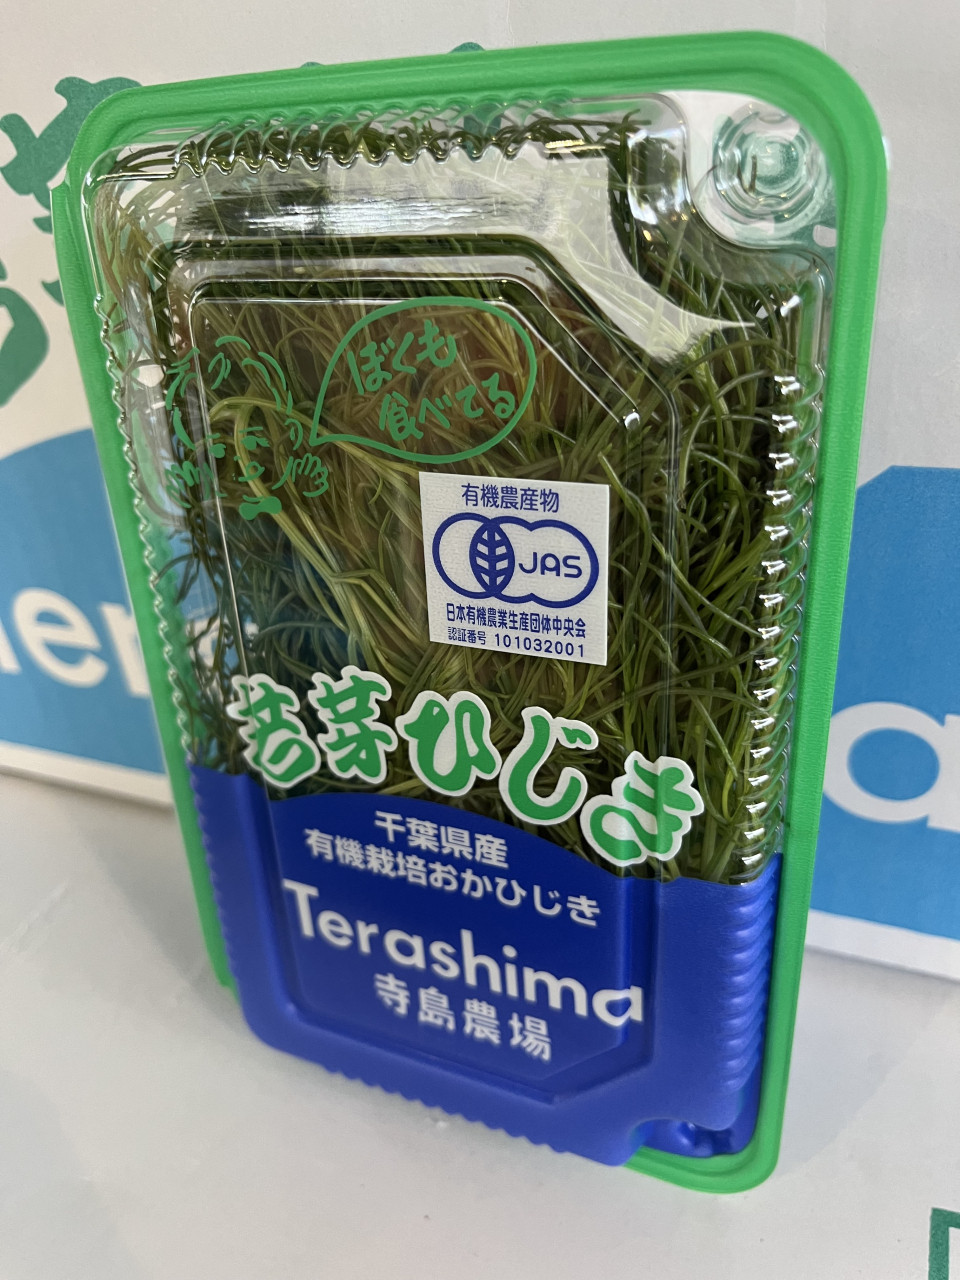 ぼくも
食べてる
有機農産物
JAS
日本有機農業生産団体中央会
認証番号 101032001
若芽ひじき
千葉県産
有機栽培おかひじき
Terashima
寺島農場